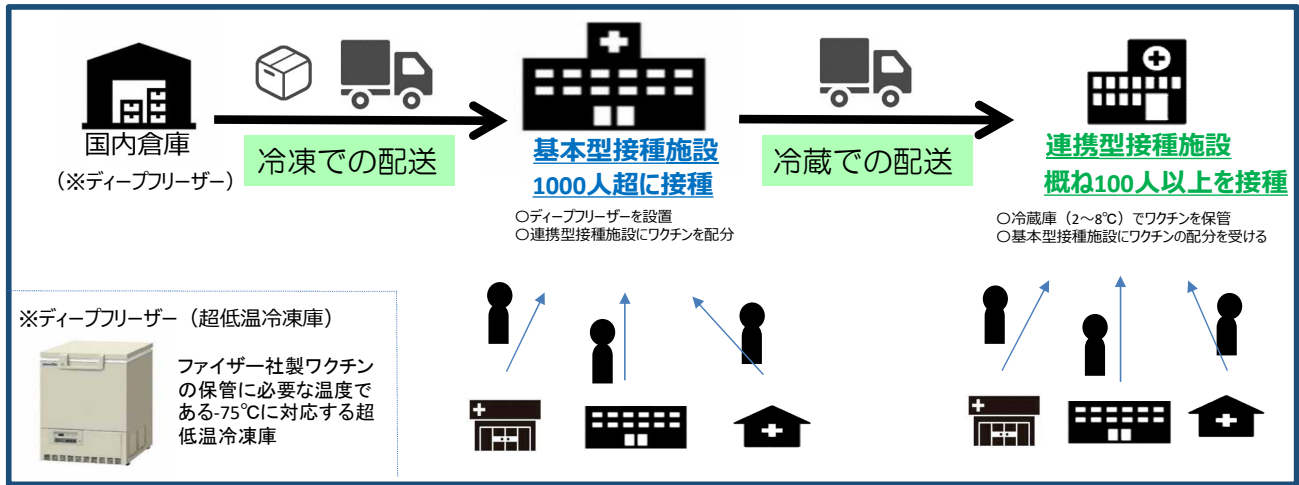 国内倉庫
（※ディープフリーザー）
冷凍での配送
基本型接種施設
1000人超に接種
○ディープフリーザーを設置
○連携型接種施設にワクチンを配分
冷蔵での配送
連携型接種施設
概ね100人以上を接種
○冷蔵庫（2～8℃）でワクチンを保管
○基本型接種施設にワクチンの配分を受ける
※ディープフリーザー（超低温冷凍庫）
ファイザー社製ワクチン
の保管に必要な温度で
ある-75℃に対応する超
低温冷凍庫